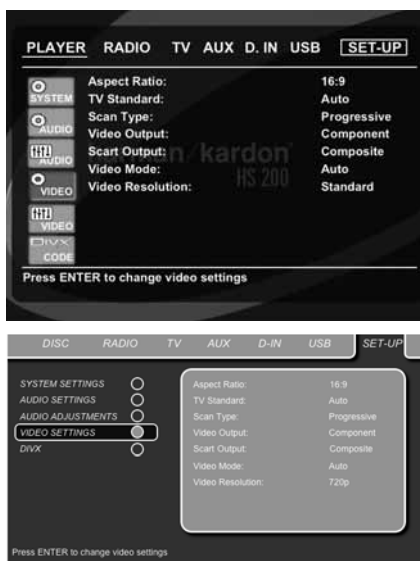 PLAYER RADIO TV AUX D. IN USB SET-UP
SYSTEM
AUDIO
AUDIO
VIDEO
VIDEO
DIVX
CODE
Aspect Ratio: 16:9
TV Standard: Auto
Scan Type: Progressive
Video Output: Component
Scart Output: Composite
Video Mode: Auto
Video Resolution: Standard
harman/kardon
HS 200
Press ENTER to change video settings
DISC RADIO TV AUX D-IN USB SET-UP
SYSTEM SETTINGS
AUDIO SETTINGS
AUDIO ADJUSTMENTS
VIDEO SETTINGS
DIVX
Aspect Ratio: 16:9
TV Standard: Auto
Scan Type: Progressive
Video Output: Component
Scart Output: Composite
Video Mode: Auto
Video Resolution: 720p
Press ENTER to change video settings